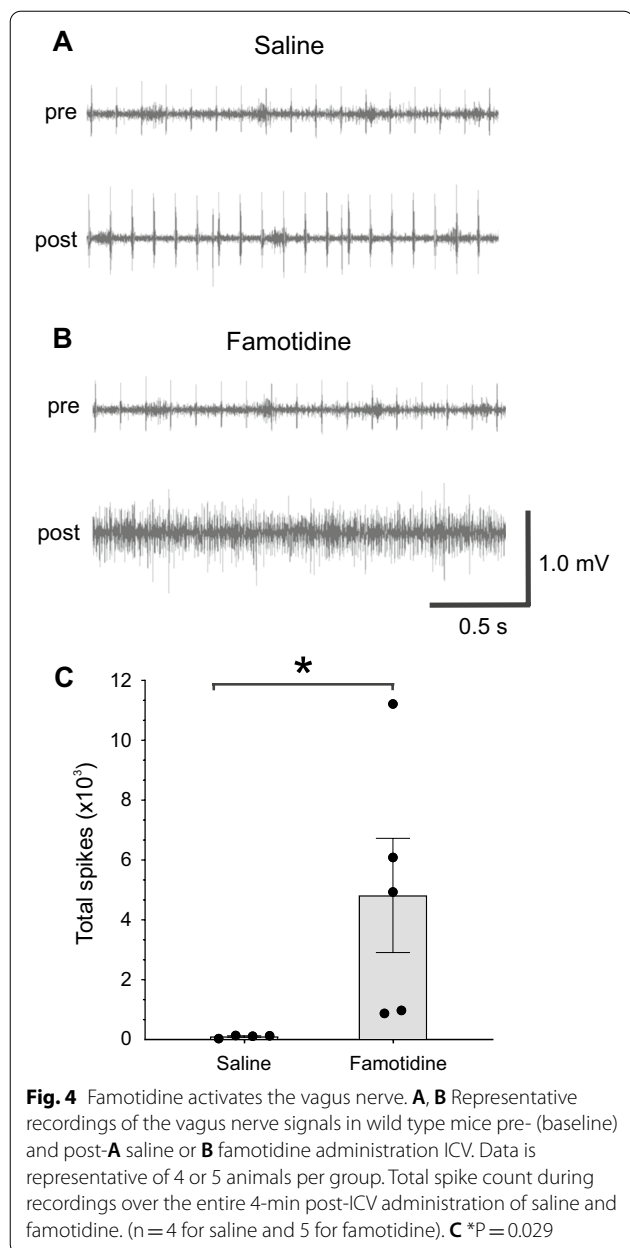 A
Saline
pre
post
B
Famotidine
pre
post
1.0 mV
0.5 s
C
*
12
10
8
6
4
2
0
Total spikes (x10³)
Saline
Famotidine
Fig. 4 Famotidine activates the vagus nerve. A, B Representative
recordings of the vagus nerve signals in wild type mice pre- (baseline)
and post-A saline or B famotidine administration ICV. Data is
representative of 4 or 5 animals per group. Total spike count during
recordings over the entire 4-min post-ICV administration of saline and
famotidine. (n = 4 for saline and 5 for famotidine). C *P = 0.029